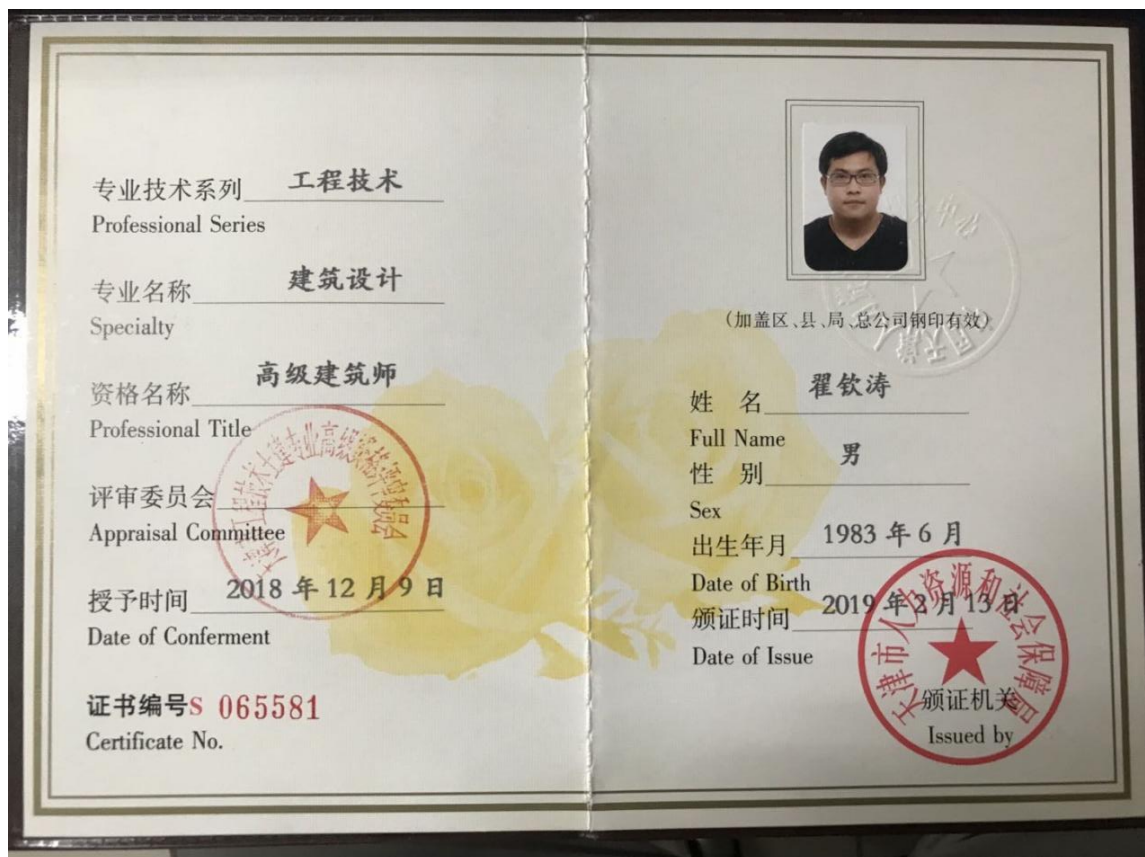 专业技术系列 工程技术
Professional Series
专业名称 建筑设计
Specialty
资格名称 高级建筑师
Professional Title
评审委员会
Appraisal Committee
授予时间 2018 年 12 月 9 日
Date of Conferment
证书编号S 065581
Certificate No.
(加盖区、县、局、总公司钢印有效)
姓 名 翟钦涛
Full Name
性 别 男
Sex
出生年月 1983 年 6 月
Date of Birth
颁证时间 2019 年 2 月 13 日
Date of Issue
天津市人力资源和社会保障局
颁证机关
Issued by